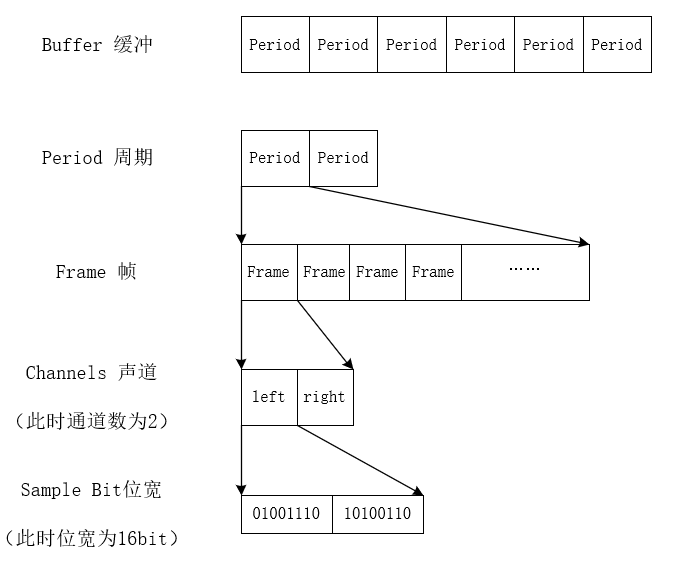 Buffer 缓冲
Period Period Period Period Period Period
Period 周期
Period Period
Frame 帧
Frame Frame Frame Frame ……
Channels 声道
（此时通道数为2）
left right
Sample Bit位宽
（此时位宽为16bit）
01001110 10100110